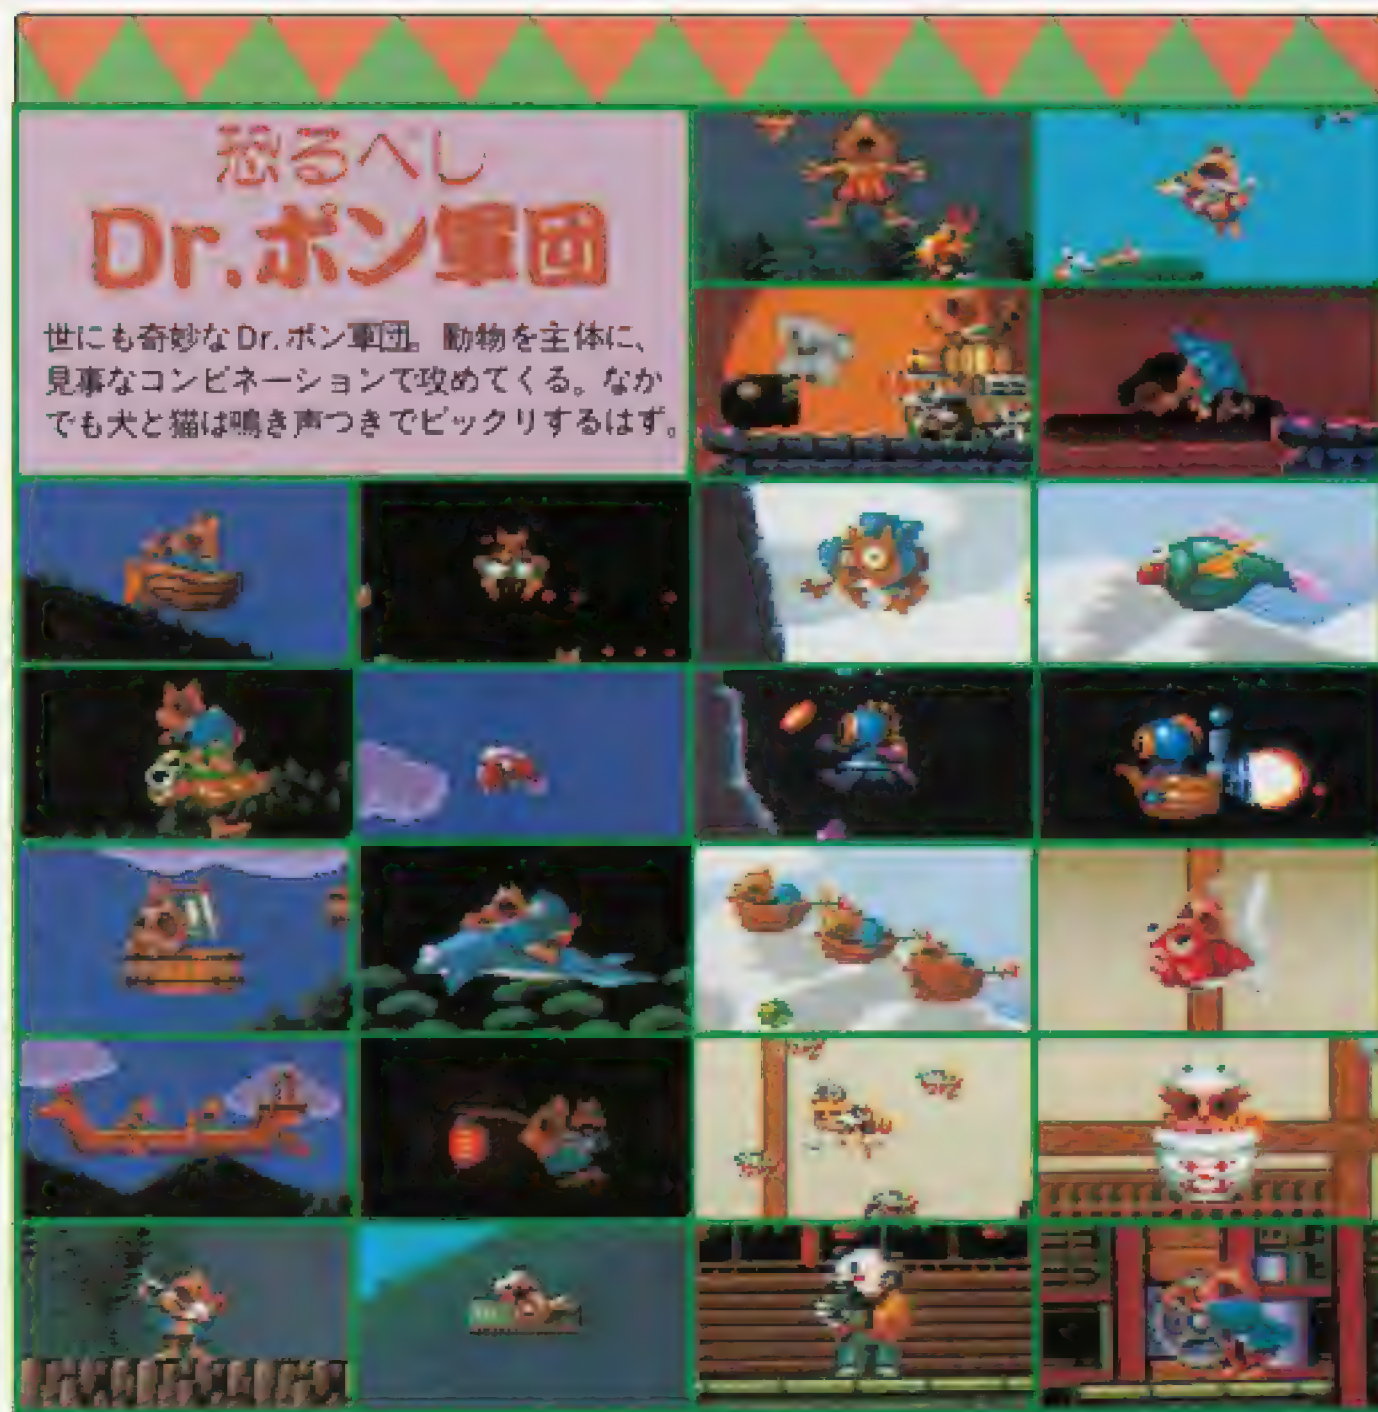 恐るべし
Dr.ポン軍団
世にも奇妙なDr.ポン軍団。動物を主体に、
見事なコンビネーションで攻めてくる。なか
でも犬と猫は鳴き声つきでビックリするはず。